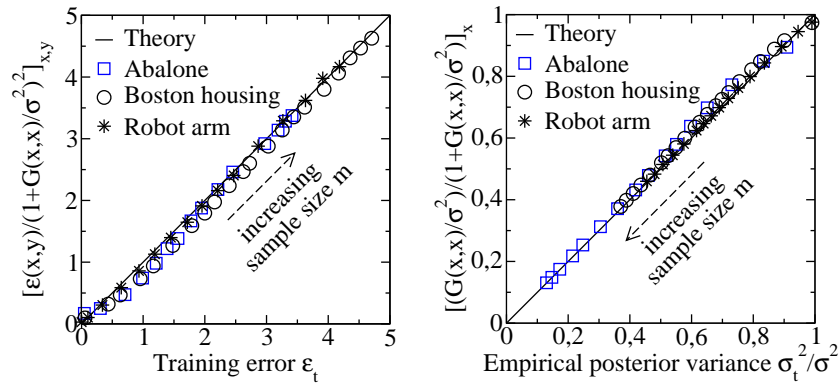 [ε(x,y)/(1+G(x,x)/σ²)²]x,y
5
4
3
2
1
0
— Theory
Abalone
Boston housing
Robot arm
increasing
sample size m
0 1 2 3 4 5
Training error εt
[(G(x,x)/σ²)/(1+G(x,x)/σ²)]x
1
0,8
0,6
0,4
0,2
0
— Theory
Abalone
Boston housing
Robot arm
increasing
sample size m
0 0,2 0,4 0,6 0,8 1
Empirical posterior variance σt²/σ²